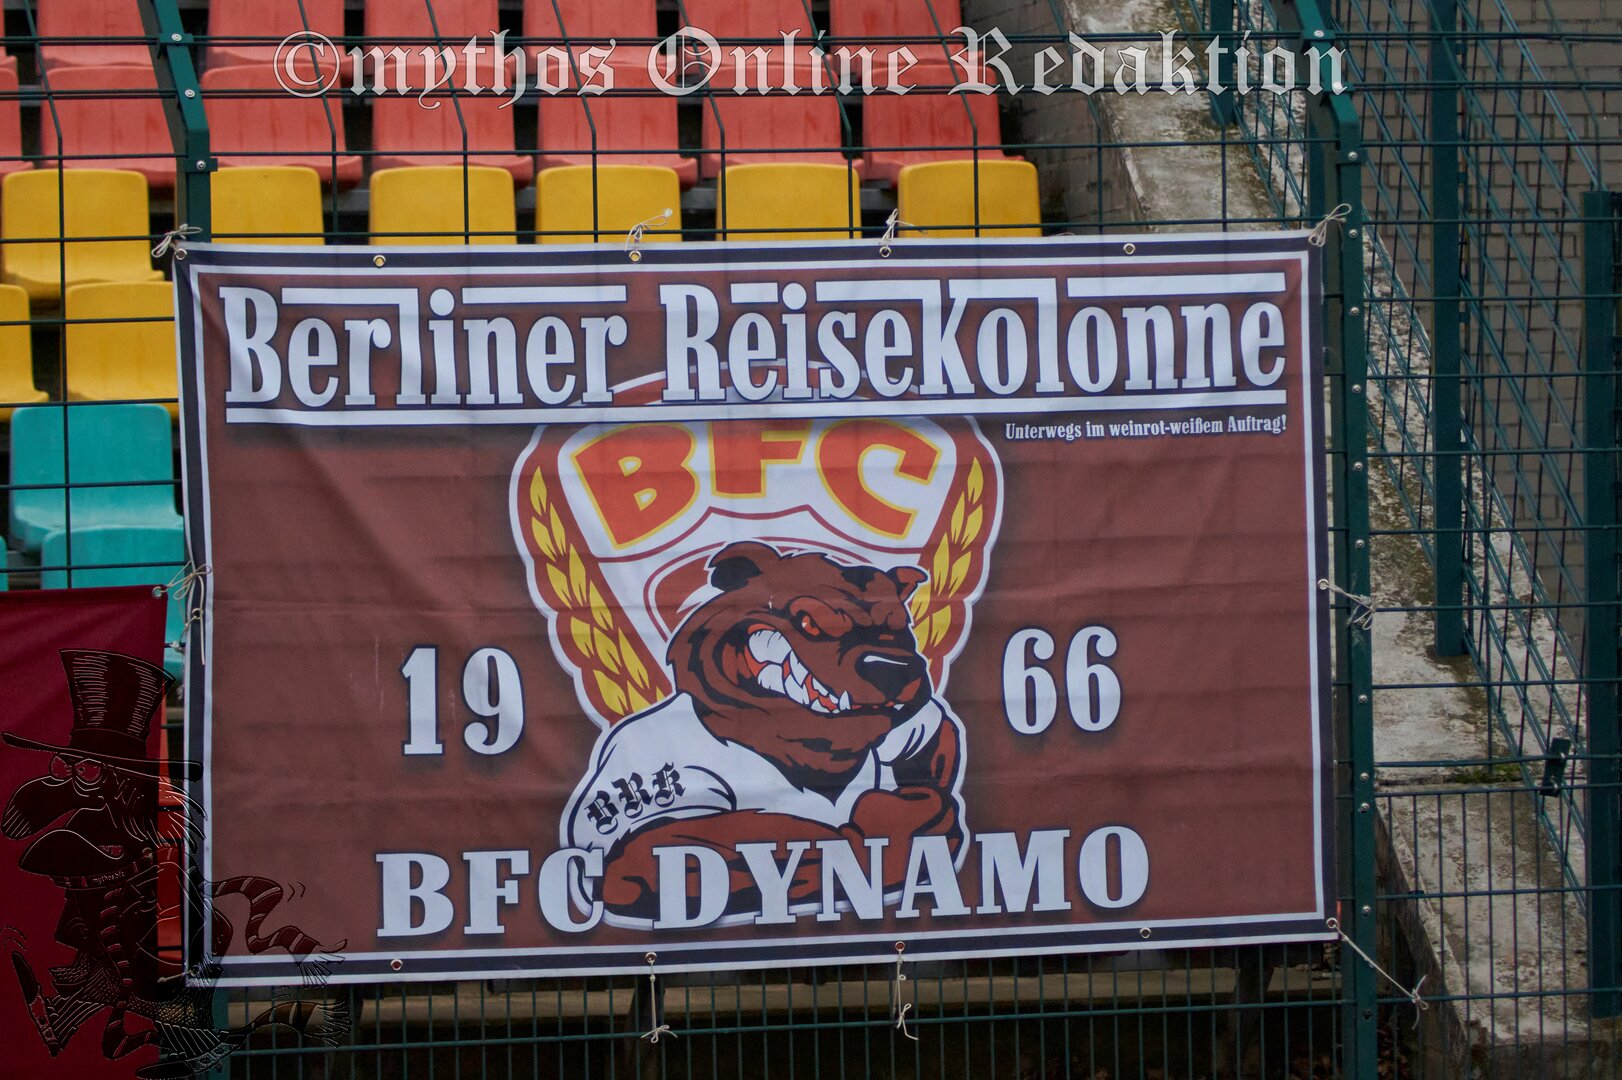 ©mythos Online Redaktion
Berliner Reisekolonne
Unterwegs im weinrot-weißem Auftrag!
BFC
19 66
BRK
BFC DYNAMO